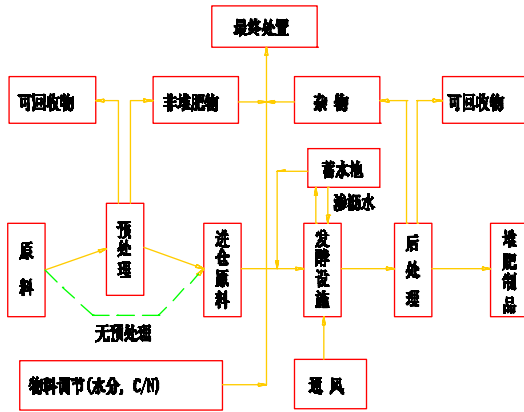 最终处置
可回收物
非堆肥物
杂 物
可回收物
蓄水地
渗沥水
原料
预处理
进仓原料
发酵设施
后处理
堆肥制品
无预处理
物料调节(水分, C/N)
通 风